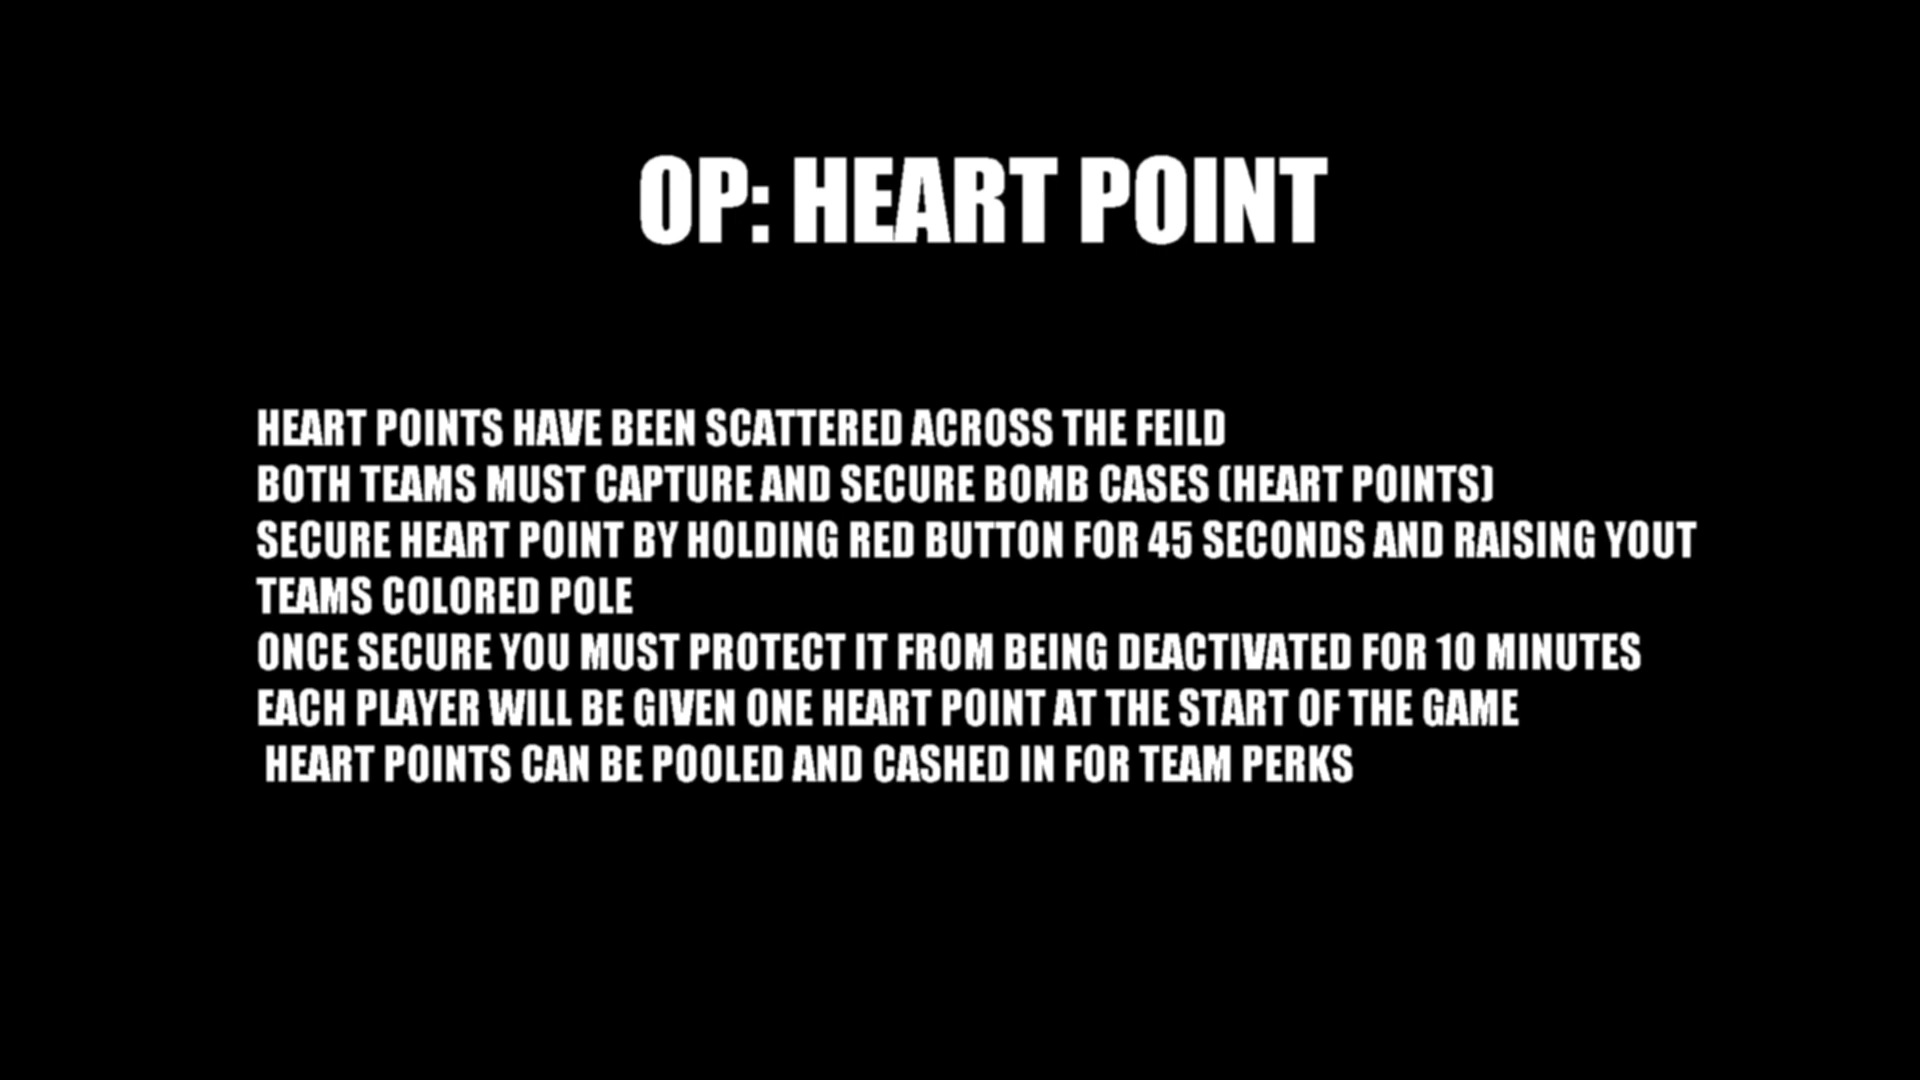 OP: HEART POINT
HEART POINTS HAVE BEEN SCATTERED ACROSS THE FEILD
BOTH TEAMS MUST CAPTURE AND SECURE BOMB CASES (HEART POINTS)
SECURE HEART POINT BY HOLDING RED BUTTON FOR 45 SECONDS AND RAISING YOUT
TEAMS COLORED POLE
ONCE SECURE YOU MUST PROTECT IT FROM BEING DEACTIVATED FOR 10 MINUTES
EACH PLAYER WILL BE GIVEN ONE HEART POINT AT THE START OF THE GAME
HEART POINTS CAN BE POOLED AND CASHED IN FOR TEAM PERKS